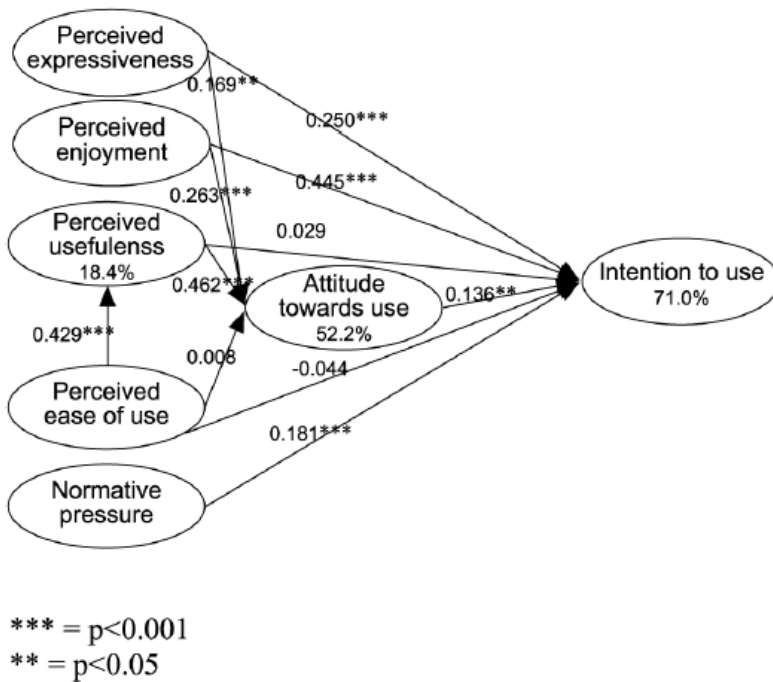 Perceived
expressiveness
0.169**
0.250***
Perceived
enjoyment
0.445***
0.263***
Perceived
usefulenss
18.4%
0.029
0.462***
Attitude
towards use
52.2%
0.136**
Intention to use
71.0%
0.429***
0.008
-0.044
Perceived
ease of use
0.181***
Normative
pressure
*** = p<0.001
** = p<0.05